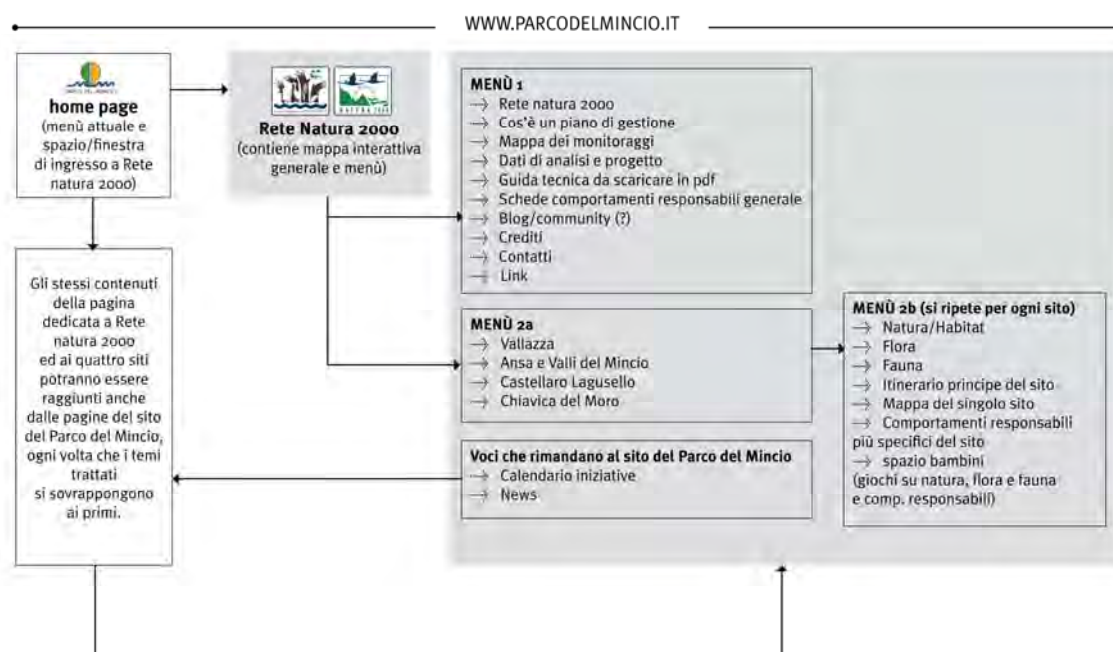 WWW.PARCODELMINCIO.IT
PARCO DEL MINCIO
home page
(menù attuale e
spazio/finestra
di ingresso a Rete
natura 2000)
NATURA 2000
Rete Natura 2000
(contiene mappa interattiva
generale e menù)
MENÙ 1
→ Rete natura 2000
→ Cos'è un piano di gestione
→ Mappa dei monitoraggi
→ Dati di analisi e progetto
→ Guida tecnica da scaricare in pdf
→ Schede comportamenti responsabili generale
→ Blog/community (?)
→ Crediti
→ Contatti
→ Link
Gli stessi contenuti
della pagina
dedicata a Rete
natura 2000
ed ai quattro siti
potranno essere
raggiunti anche
dalle pagine del sito
del Parco del Mincio,
ogni volta che i temi
trattati
si sovrappongono
ai primi.
MENÙ 2a
→ Vallazza
→ Ansa e Valli del Mincio
→ Castellaro Lagusello
→ Chiavica del Moro
MENÙ 2b (si ripete per ogni sito)
→ Natura/Habitat
→ Flora
→ Fauna
→ Itinerario principe del sito
→ Mappa del singolo sito
→ Comportamenti responsabili
più specifici del sito
→ spazio bambini
(giochi su natura, flora e fauna
e comp. responsabili)
Voci che rimandano al sito del Parco del Mincio
→ Calendario iniziative
→ News